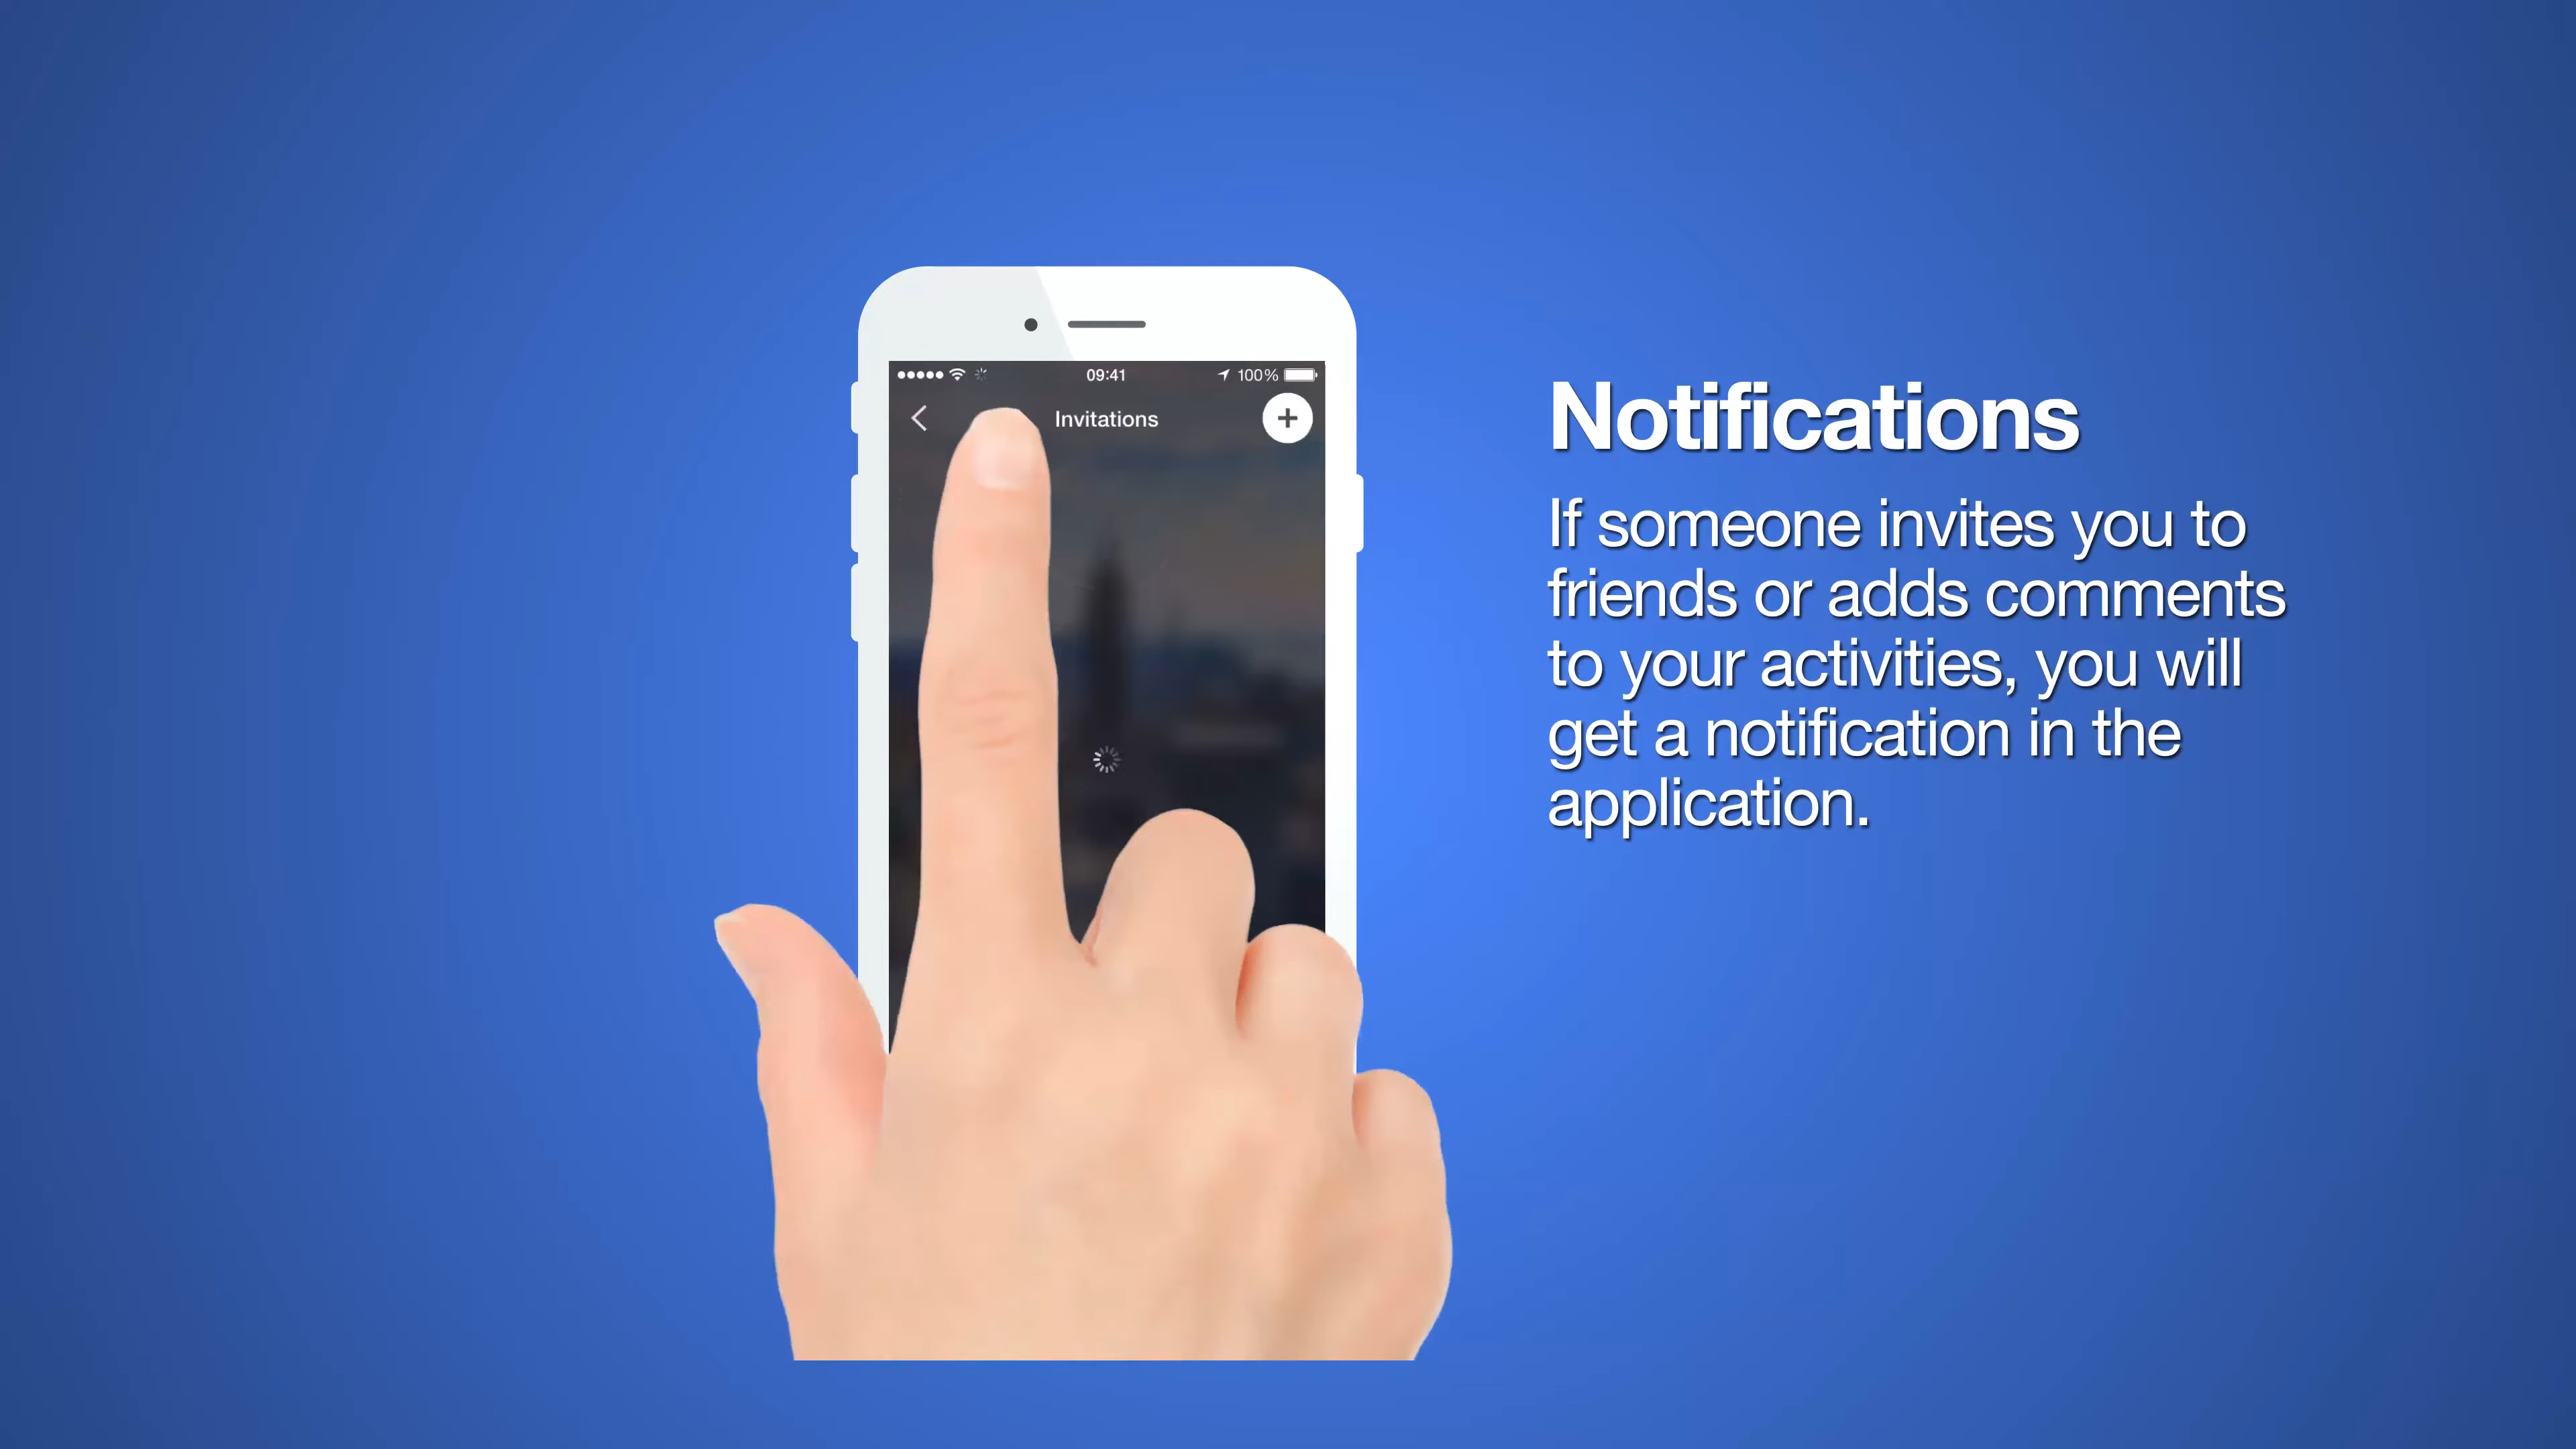 09:41
100%
Invitations
Notifications
If someone invites you to
friends or adds comments
to your activities, you will
get a notification in the
application.